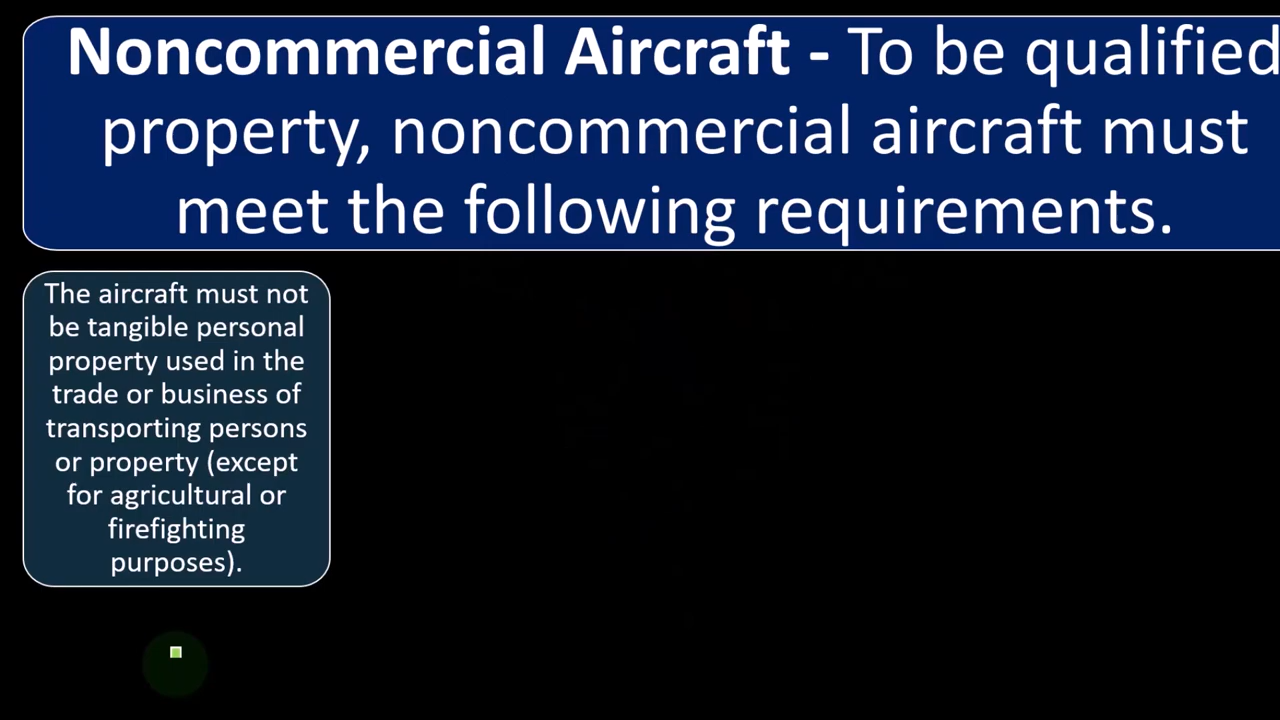 Noncommercial Aircraft - To be qualified
property, noncommercial aircraft must
meet the following requirements.
The aircraft must not
be tangible personal
property used in the
trade or business of
transporting persons
or property (except
for agricultural or
firefighting
purposes).